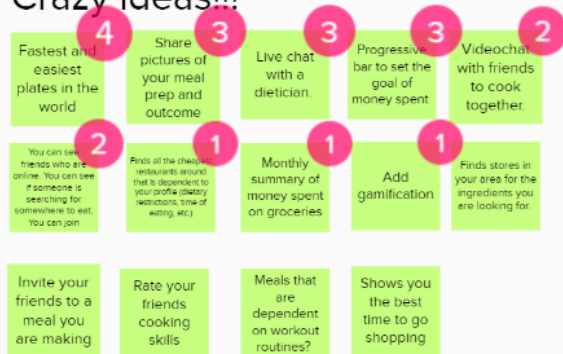 Crazy Ideas!!!
4
Fastest and
easiest
plates in the
world
3
Share
pictures of
your meal
prep and
outcome
3
Live chat
with a
dietician.
3
Progressive
bar to set the
goal of
money spent
2
Videochat
with friends
to cook
together.
2
You can see
friends who are
online. You can see
if someone is
searching for
somewhere to eat.
You can join
1
Finds all the cheapest
restaurants around
that is dependent to
your profile (dietary
restrictions, time of
eating, etc.)
1
Monthly
summary of
money spent
on groceries
1
Add
gamification
Finds stores in
your area for the
ingredients you
are looking for.
Invite your
friends to a
meal you
are making
Rate your
friends
cooking
skills
Meals that
are
dependent
on workout
routines?
Shows you
the best
time to go
shopping